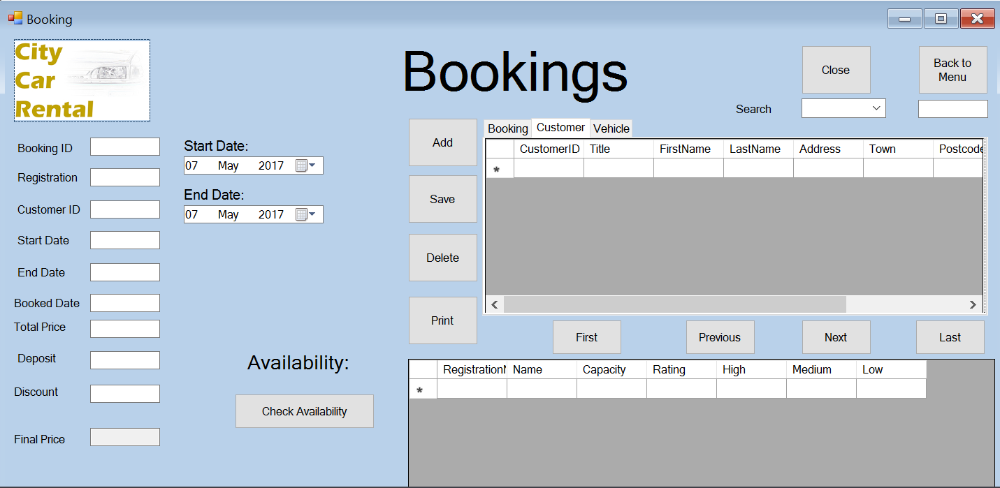 Booking
City
Car
Rental
Bookings
Close
Back to
Menu
Search
Booking ID
Registration
Customer ID
Start Date
End Date
Booked Date
Total Price
Deposit
Discount
Final Price
Start Date:
07 May 2017
End Date:
07 May 2017
Availability:
Check Availability
Add
Save
Delete
Print
Booking Customer Vehicle
CustomerID Title FirstName LastName Address Town Postcode
*
First Previous Next Last
RegistrationN Name Capacity Rating High Medium Low
*